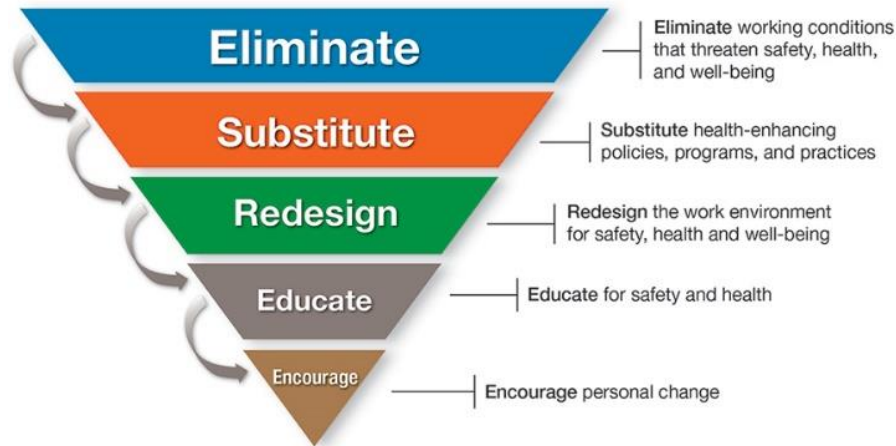 Eliminate
Eliminate working conditions
that threaten safety, health,
and well-being
Substitute
Substitute health-enhancing
policies, programs, and practices
Redesign
Redesign the work environment
for safety, health and well-being
Educate
Educate for safety and health
Encourage
Encourage personal change